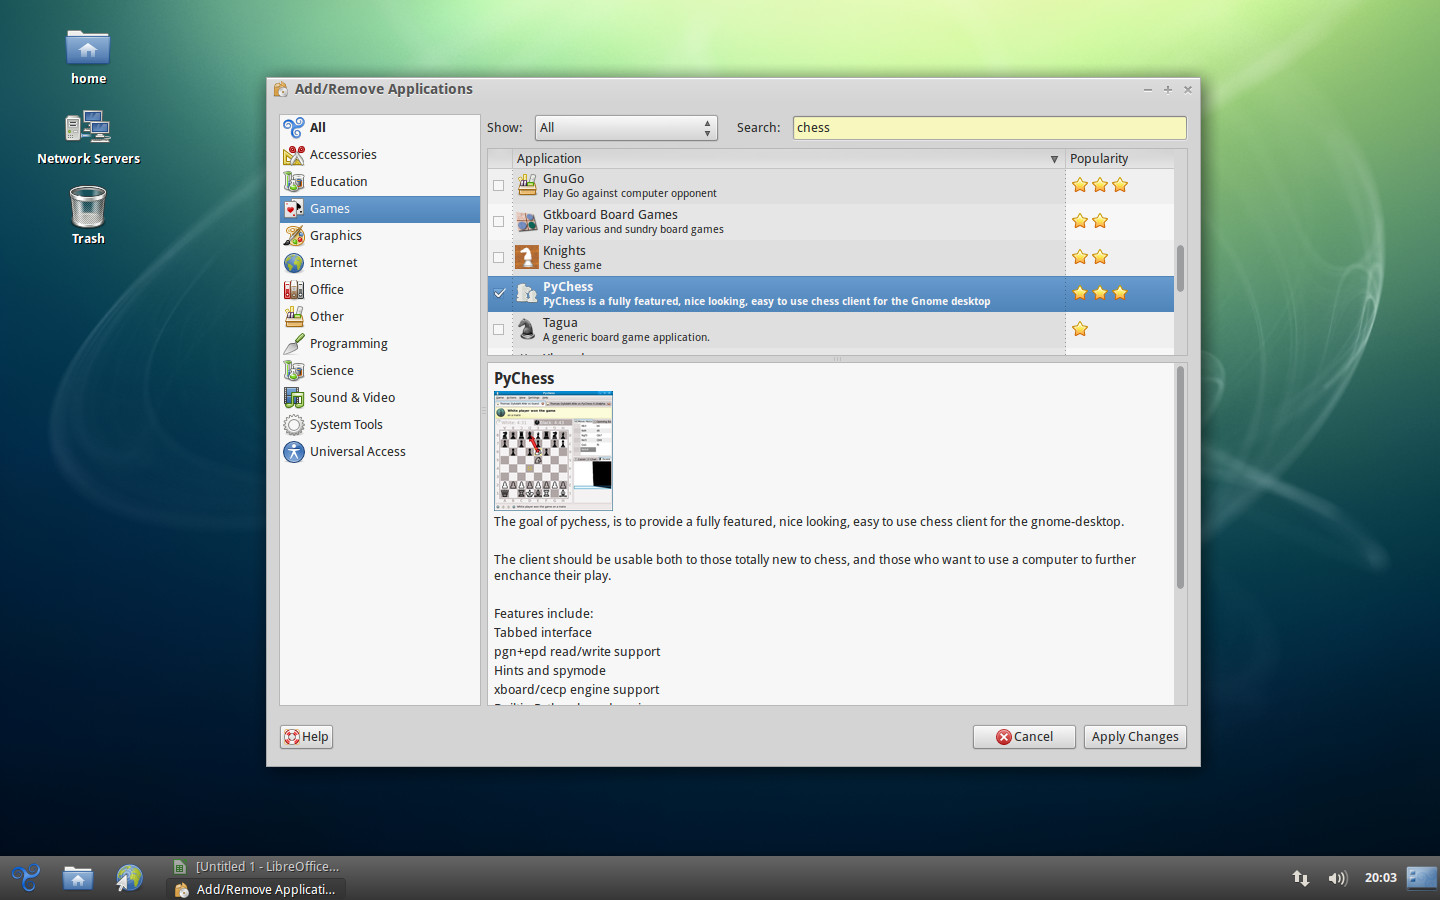 home
Network Servers
Trash
Add/Remove Applications
All
Accessories
Education
Games
Graphics
Internet
Office
Other
Programming
Science
Sound & Video
System Tools
Universal Access
Show:
All
Search:
chess
Application
Popularity
GnuGo
Play Go against computer opponent
Gtkboard Board Games
Play various and sundry board games
Knights
Chess game
PyChess
PyChess is a fully featured, nice looking, easy to use chess client for the Gnome desktop
Tagua
A generic board game application.
PyChess
White player won the game
The goal of pychess, is to provide a fully featured, nice looking, easy to use chess client for the gnome-desktop.
The client should be usable both to those totally new to chess, and those who want to use a computer to further
enchance their play.
Features include:
Tabbed interface
pgn+epd read/write support
Hints and spymode
xboard/cecp engine support
Help
Cancel
Apply Changes
[Untitled 1 - LibreOffice...
Add/Remove Applicati...
20:03